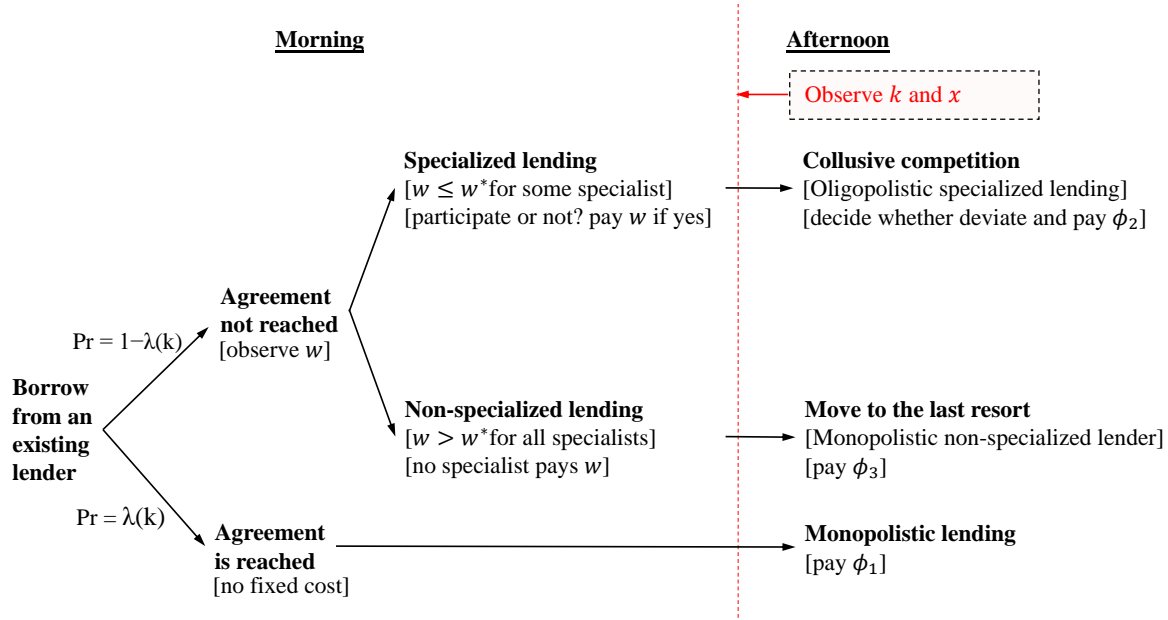 Morning
Afternoon
Observe k and x
Specialized lending
[w ≤ w*for some specialist]
[participate or not? pay w if yes]
Collusive competition
[Oligopolistic specialized lending]
[decide whether deviate and pay ϕ₂]
Agreement
not reached
[observe w]
Pr = 1−λ(k)
Borrow
from an
existing
lender
Non-specialized lending
[w > w*for all specialists]
[no specialist pays w]
Move to the last resort
[Monopolistic non-specialized lender]
[pay ϕ₃]
Pr = λ(k)
Agreement
is reached
[no fixed cost]
Monopolistic lending
[pay ϕ₁]